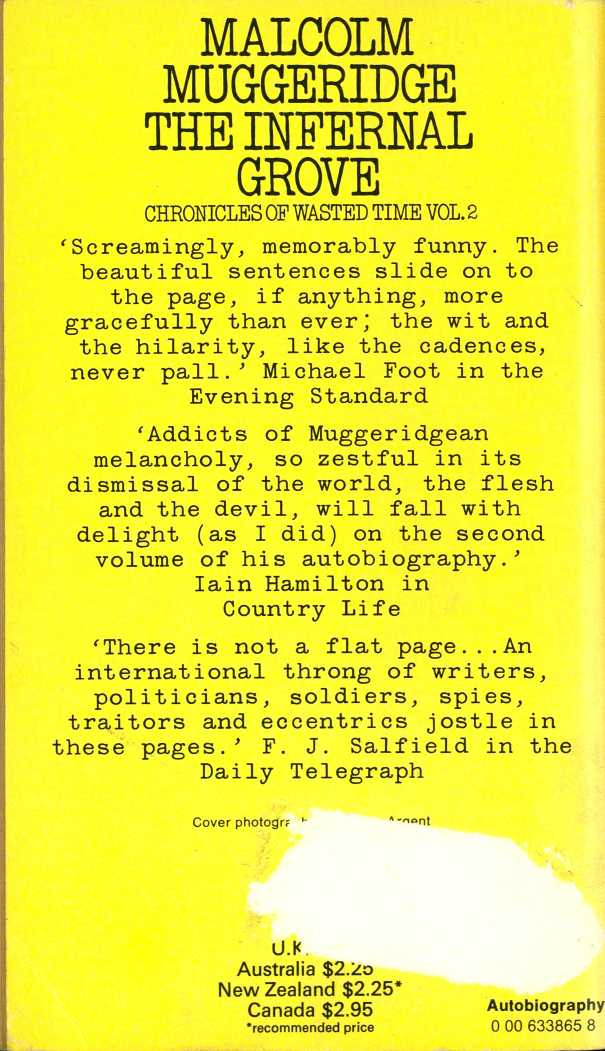 MALCOLM
MUGGERIDGE
THE INFERNAL
GROVE
CHRONICLES OF WASTED TIME VOL.2
‘Screamingly, memorably funny. The
beautiful sentences slide on to
the page, if anything, more
gracefully than ever; the wit and
the hilarity, like the cadences,
never pall.’ Michael Foot in the
Evening Standard
‘Addicts of Muggeridgean
melancholy, so zestful in its
dismissal of the world, the flesh
and the devil, will fall with
delight (as I did) on the second
volume of his autobiography.’
Iain Hamilton in
Country Life
‘There is not a flat page...An
international throng of writers,
politicians, soldiers, spies,
traitors and eccentrics jostle in
these pages.’ F. J. Salfield in the
Daily Telegraph
Cover
Australia $2.25
New Zealand $2.25*
Canada $2.95
*recommended price
Autobiography
0 00 633865 8